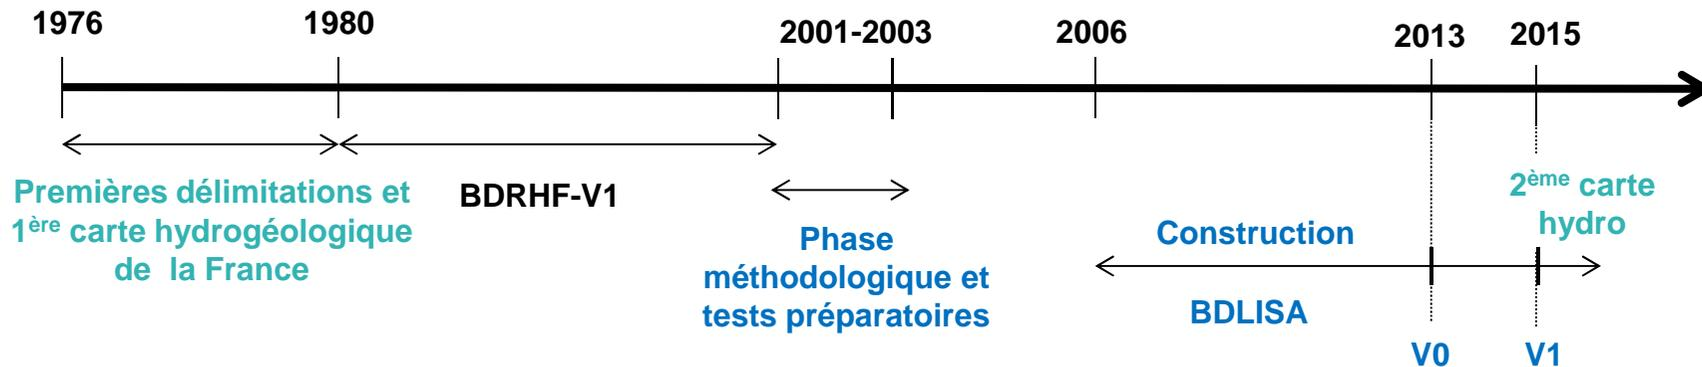 1976
1980
2001-2003
2006
2013
2015
Premières délimitations et
1ère carte hydrogéologique
de la France
BDRHF-V1
Phase
méthodologique et
tests préparatoires
Construction
BDLISA
2ème carte
hydro
V0
V1